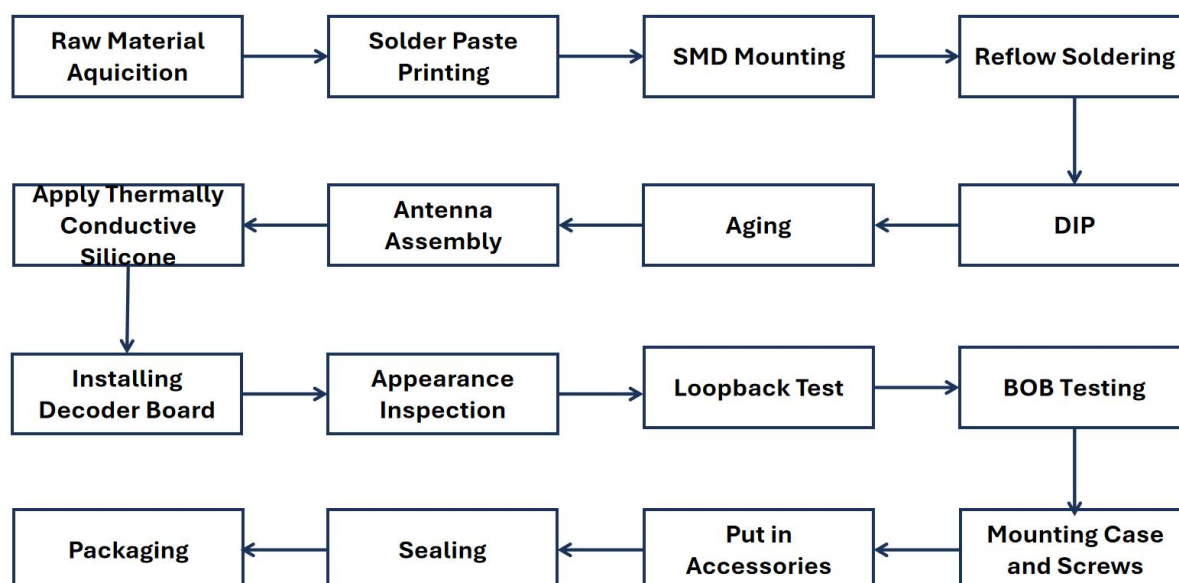 Raw Material
Aquicition
Solder Paste
Printing
SMD Mounting
Reflow Soldering
Apply Thermally
Conductive
Silicone
Antenna
Assembly
Aging
DIP
Installing
Decoder Board
Appearance
Inspection
Loopback Test
BOB Testing
Packaging
Sealing
Put in
Accessories
Mounting Case
and Screws